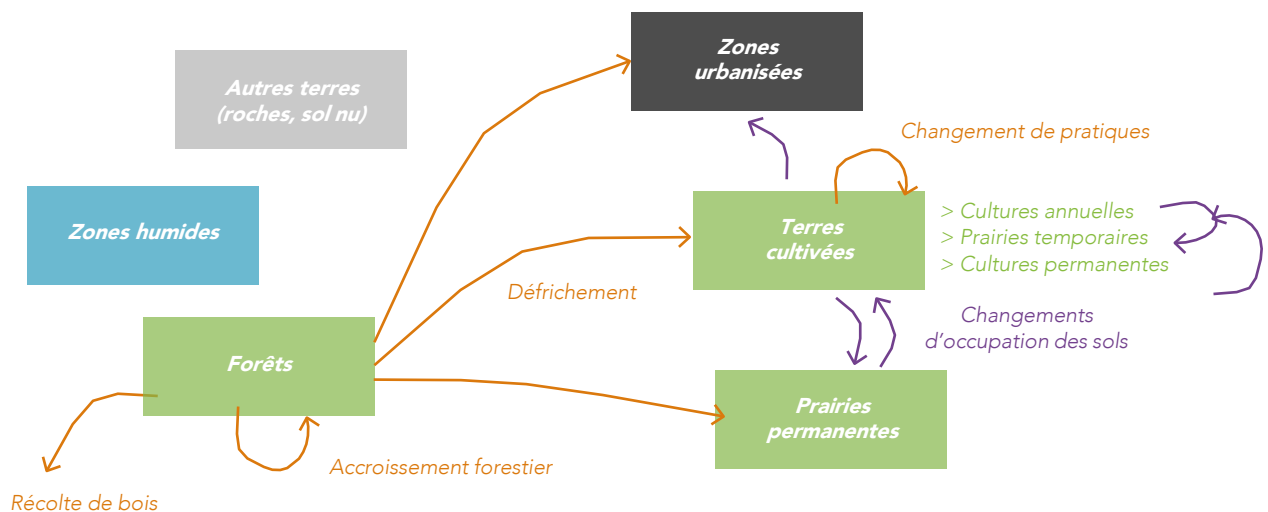 Zones
urbanisées
Autres terres
(roches, sol nu)
Changement de pratiques
Zones humides
Terres
cultivées
> Cultures annuelles
> Prairies temporaires
> Cultures permanentes
Défrichement
Changements
d’occupation des sols
Forêts
Prairies
permanentes
Accroissement forestier
Récolte de bois